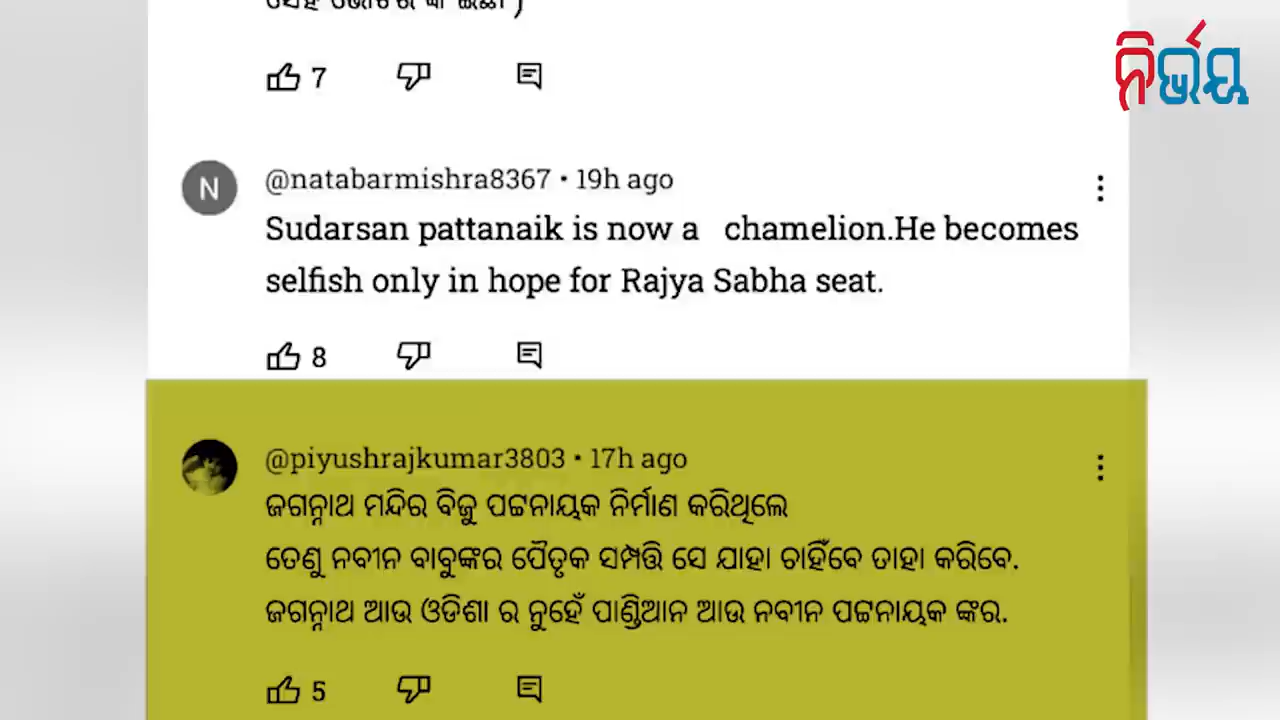 ନିର୍ଭୟ
7
N
@natabarmishra8367 • 19h ago
Sudarsan pattanaik is now a chamelion.He becomes
selfish only in hope for Rajya Sabha seat.
8
@piyushrajkumar3803 • 17h ago
ଜଗନ୍ନାଥ ମନ୍ଦିର ବିଜୁ ପଟ୍ଟନାୟକ ନିର୍ମାଣ କରିଥିଲେ
ତେଣୁ ନବୀନ ବାବୁଙ୍କର ପୈତୃକ ସମ୍ପତ୍ତି ସେ ଯାହା ଚାହିଁବେ ତାହା କରିବେ.
ଜଗନ୍ନାଥ ଆଉ ଓଡିଶା ର ନୁହେଁ ପାଣ୍ଡିଆନ ଆଉ ନବୀନ ପଟ୍ଟନାୟକ ଙ୍କର.
5